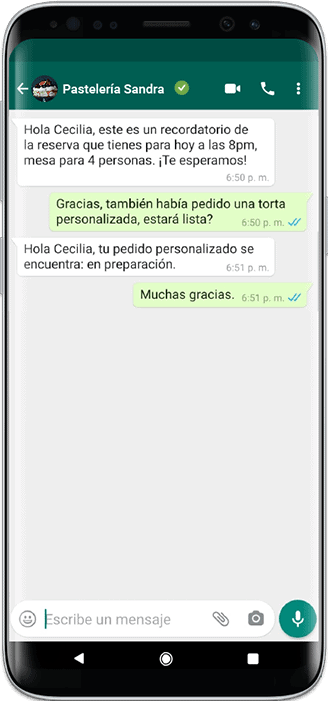 Pastelería Sandra
Hola Cecilia, este es un recordatorio de
la reserva que tienes para hoy a las 8pm,
mesa para 4 personas. ¡Te esperamos!
6:50 p. m.
Gracias, también había pedido una torta
personalizada, estará lista?
6:50 p. m.
Hola Cecilia, tu pedido personalizado se
encuentra: en preparación.
6:51 p. m.
Muchas gracias. 6:51 p. m.
Escribe un mensaje